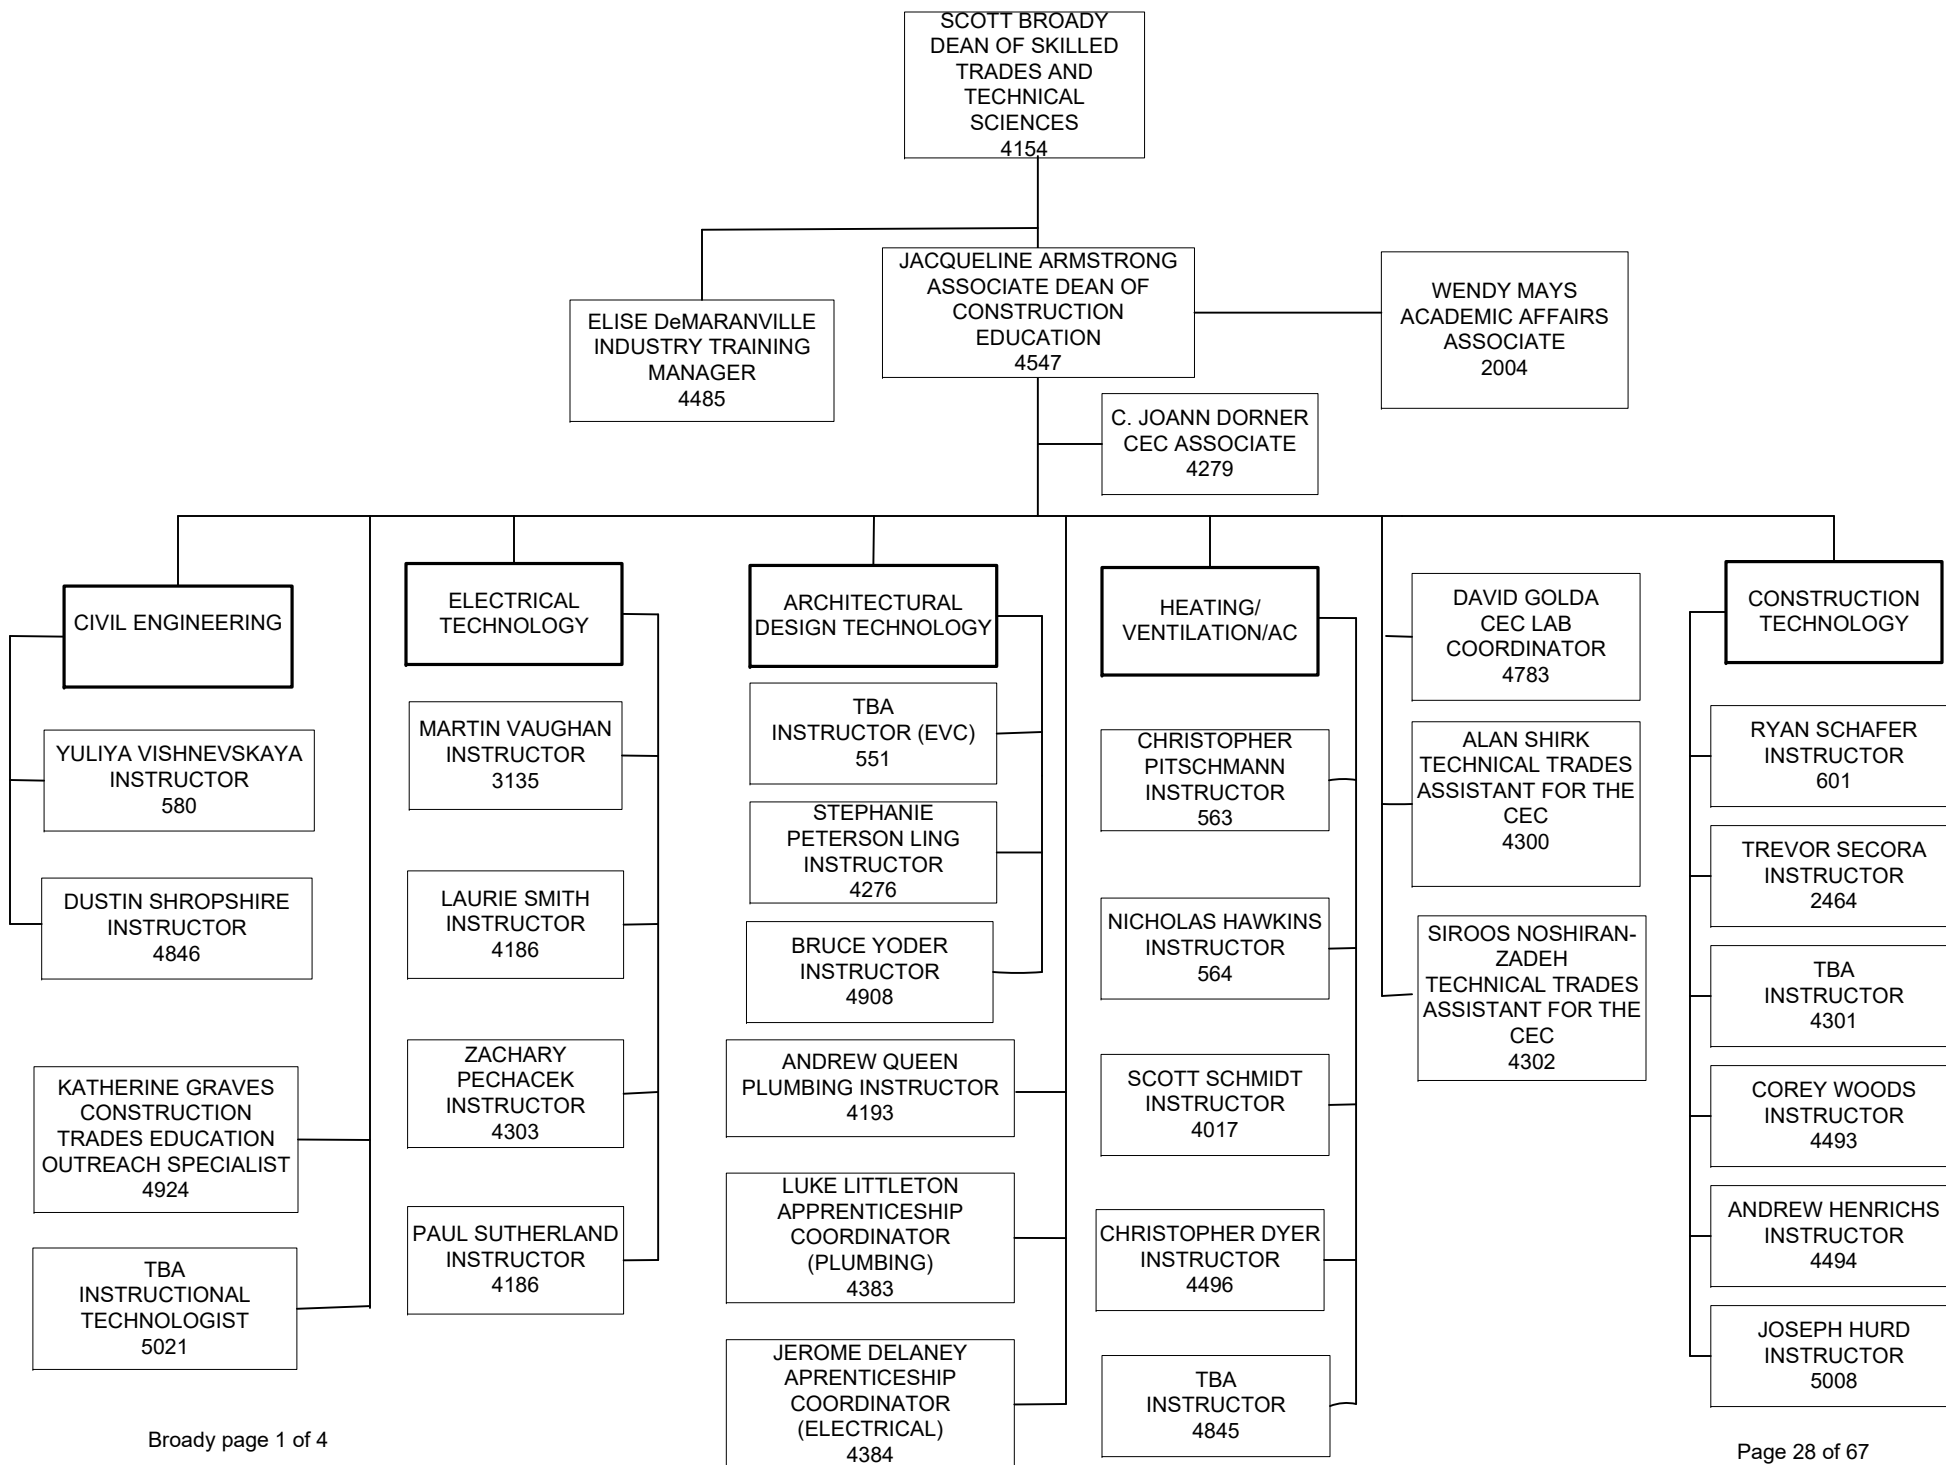 SCOTT BROADY
DEAN OF SKILLED
TRADES AND
TECHNICAL
SCIENCES
4154
ELISE DeMARANVILLE
INDUSTRY TRAINING
MANAGER
4485
JACQUELINE ARMSTRONG
ASSOCIATE DEAN OF
CONSTRUCTION
EDUCATION
4547
WENDY MAYS
ACADEMIC AFFAIRS
ASSOCIATE
2004
C. JOANN DORNER
CEC ASSOCIATE
4279
CIVIL ENGINEERING
YULIYA VISHNEVSKAYA
INSTRUCTOR
580
DUSTIN SHROPSHIRE
INSTRUCTOR
4846
KATHERINE GRAVES
CONSTRUCTION
TRADES EDUCATION
OUTREACH SPECIALIST
4924
TBA
INSTRUCTIONAL
TECHNOLOGIST
5021
ELECTRICAL
TECHNOLOGY
MARTIN VAUGHAN
INSTRUCTOR
3135
LAURIE SMITH
INSTRUCTOR
4186
ZACHARY
PECHACEK
INSTRUCTOR
4303
PAUL SUTHERLAND
INSTRUCTOR
4186
ARCHITECTURAL
DESIGN TECHNOLOGY
TBA
INSTRUCTOR (EVC)
551
STEPHANIE
PETERSON LING
INSTRUCTOR
4276
BRUCE YODER
INSTRUCTOR
4908
ANDREW QUEEN
PLUMBING INSTRUCTOR
4193
LUKE LITTLETON
APPRENTICESHIP
COORDINATOR
(PLUMBING)
4383
JEROME DELANEY
APRENTICESHIP
COORDINATOR
(ELECTRICAL)
4384
HEATING/
VENTILATION/AC
CHRISTOPHER
PITSCHMANN
INSTRUCTOR
563
NICHOLAS HAWKINS
INSTRUCTOR
564
SCOTT SCHMIDT
INSTRUCTOR
4017
CHRISTOPHER DYER
INSTRUCTOR
4496
TBA
INSTRUCTOR
4845
DAVID GOLDA
CEC LAB
COORDINATOR
4783
ALAN SHIRK
TECHNICAL TRADES
ASSISTANT FOR THE
CEC
4300
SIROOS NOSHIRAN-
ZADEH
TECHNICAL TRADES
ASSISTANT FOR THE
CEC
4302
CONSTRUCTION
TECHNOLOGY
RYAN SCHAFER
INSTRUCTOR
601
TREVOR SECORA
INSTRUCTOR
2464
TBA
INSTRUCTOR
4301
COREY WOODS
INSTRUCTOR
4493
ANDREW HENRICHS
INSTRUCTOR
4494
JOSEPH HURD
INSTRUCTOR
5008
Broady page 1 of 4
Page 28 of 67